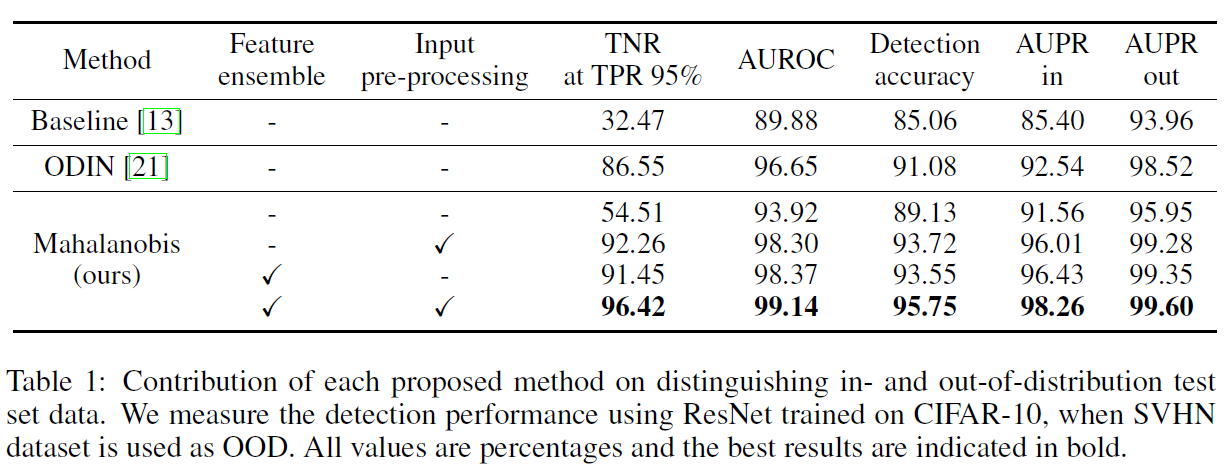 Method Feature ensemble Input pre-processing TNR at TPR 95% AUROC Detection accuracy AUPR in AUPR out
Baseline [13] - - 32.47 89.88 85.06 85.40 93.96
ODIN [21] - - 86.55 96.65 91.08 92.54 98.52
Mahalanobis (ours) - - 54.51 93.92 89.13 91.56 95.95
- ✓ 92.26 98.30 93.72 96.01 99.28
✓ - 91.45 98.37 93.55 96.43 99.35
✓ ✓ 96.42 99.14 95.75 98.26 99.60
Table 1: Contribution of each proposed method on distinguishing in- and out-of-distribution test
set data. We measure the detection performance using ResNet trained on CIFAR-10, when SVHN
dataset is used as OOD. All values are percentages and the best results are indicated in bold.